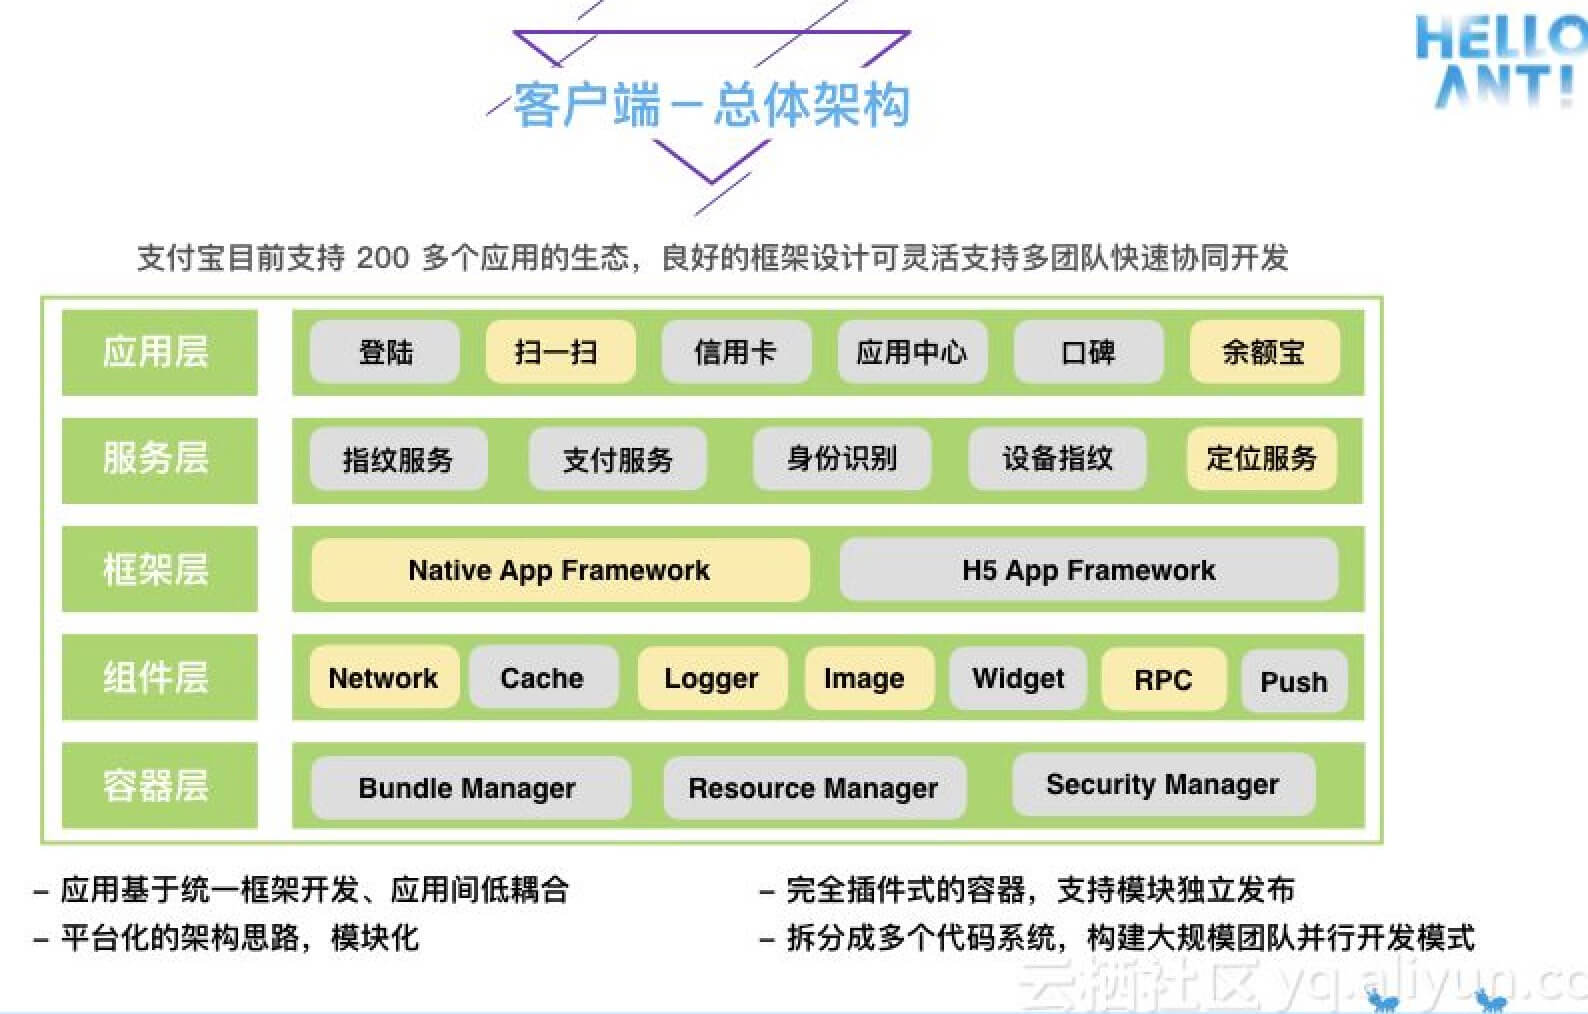 HELLO
ANT!
客户端－总体架构
支付宝目前支持 200 多个应用的生态，良好的框架设计可灵活支持多团队快速协同开发
应用层 登陆 扫一扫 信用卡 应用中心 口碑 余额宝
服务层 指纹服务 支付服务 身份识别 设备指纹 定位服务
框架层 Native App Framework H5 App Framework
组件层 Network Cache Logger Image Widget RPC Push
容器层 Bundle Manager Resource Manager Security Manager
– 应用基于统一框架开发、应用间低耦合
– 平台化的架构思路，模块化
– 完全插件式的容器，支持模块独立发布
– 拆分成多个代码系统，构建大规模团队并行开发模式
云栖社区 yq.aliyun.co